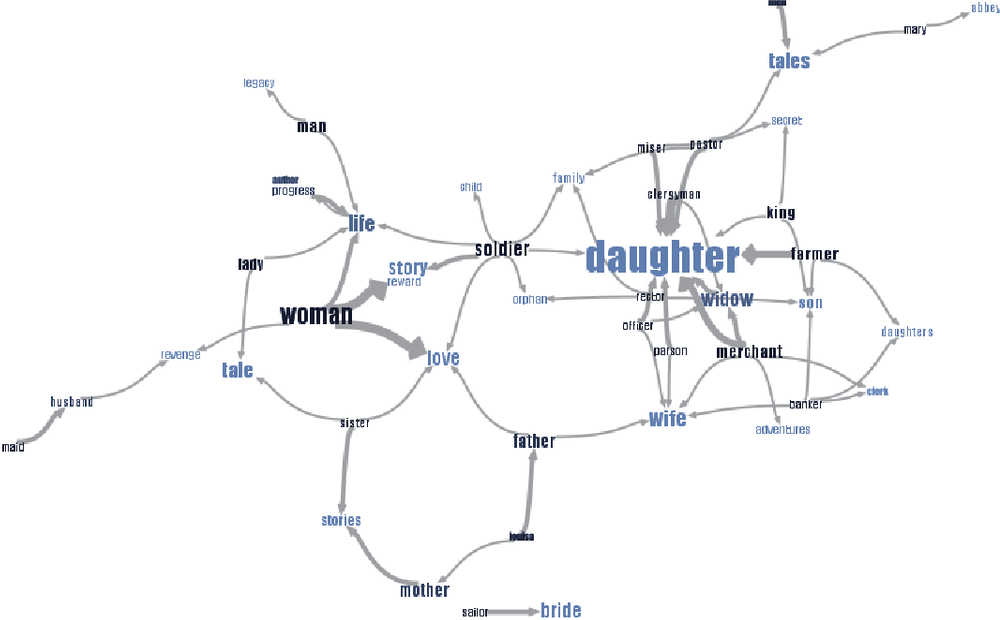 abbey
mary
tales
legacy
man
secret
miser
pastor
author
progress
child
family
clergyman
king
life
soldier
farmer
lady
daughter
story
reward
orphan
rector
widow
son
woman
officer
daughters
revenge
tale
love
parson
merchant
husband
clerk
banker
maid
sister
wife
adventures
father
stories
louisa
mother
sailor
bride